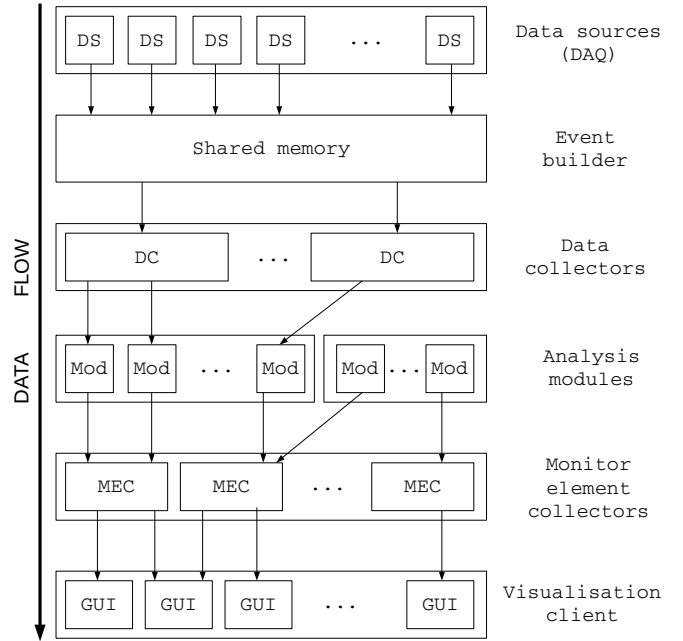 DS DS DS DS ... DS
Data sources
(DAQ)
Shared memory
Event
builder
DC ... DC
Data
collectors
Mod Mod ... Mod Mod ... Mod
Analysis
modules
MEC MEC ... MEC
Monitor
element
collectors
GUI GUI GUI ... GUI
Visualisation
client
DATA FLOW